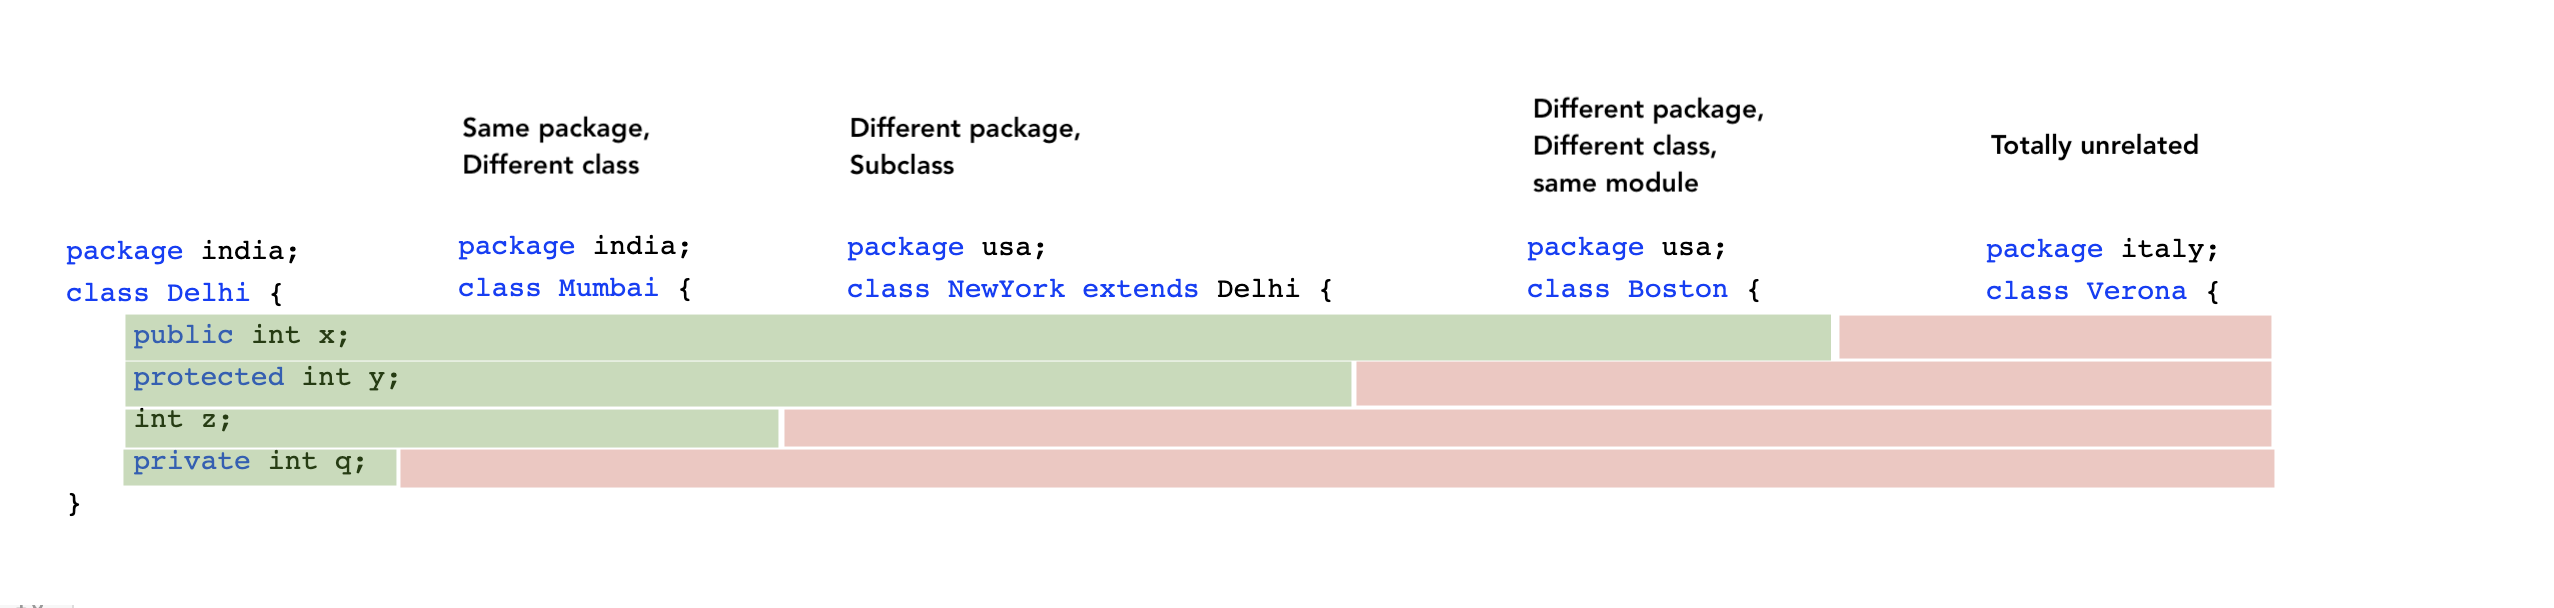 Same package,
Different class
Different package,
Subclass
Different package,
Different class,
same module
Totally unrelated
package india;
class Delhi {
public int x;
protected int y;
int z;
private int q;
}
package india;
class Mumbai {
package usa;
class NewYork extends Delhi {
package usa;
class Boston {
package italy;
class Verona {